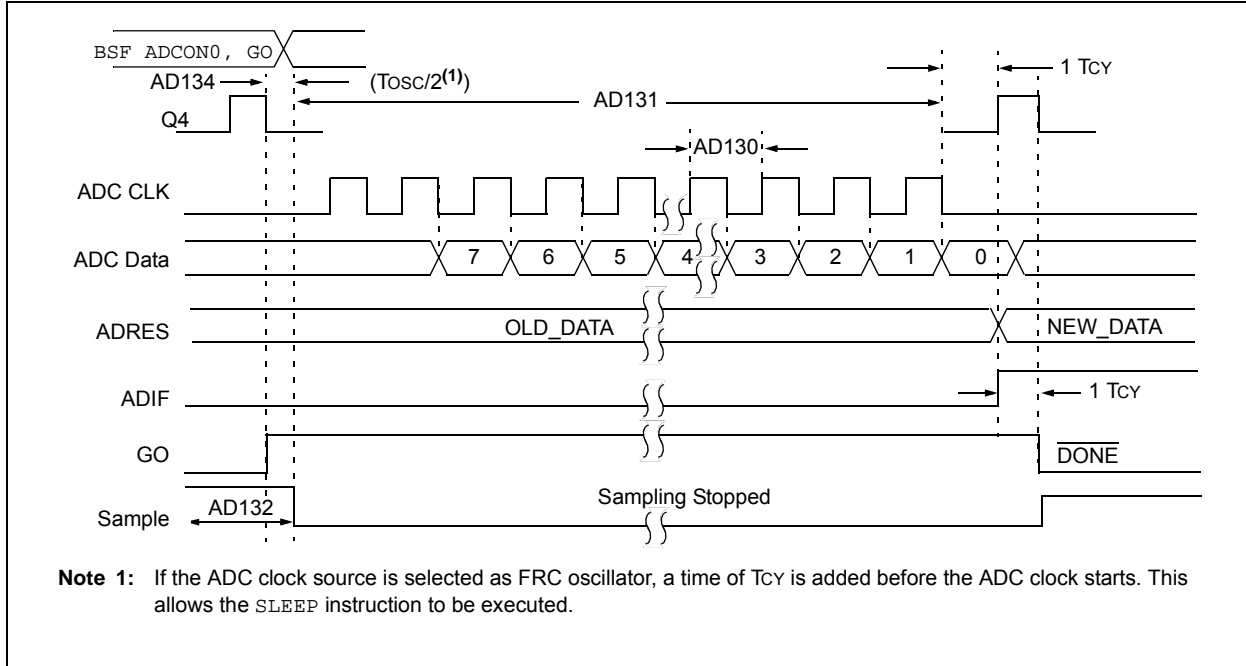 BSF ADCON0, GO
AD134
(TOSC/2(1))
1 TCY
AD131
Q4
AD130
ADC CLK
ADC Data
7 6 5 4 3 2 1 0
ADRES
OLD_DATA
NEW_DATA
ADIF
1 TCY
GO
DONE
Sampling Stopped
AD132
Sample
Note 1: If the ADC clock source is selected as FRC oscillator, a time of TCY is added before the ADC clock starts. This
allows the SLEEP instruction to be executed.